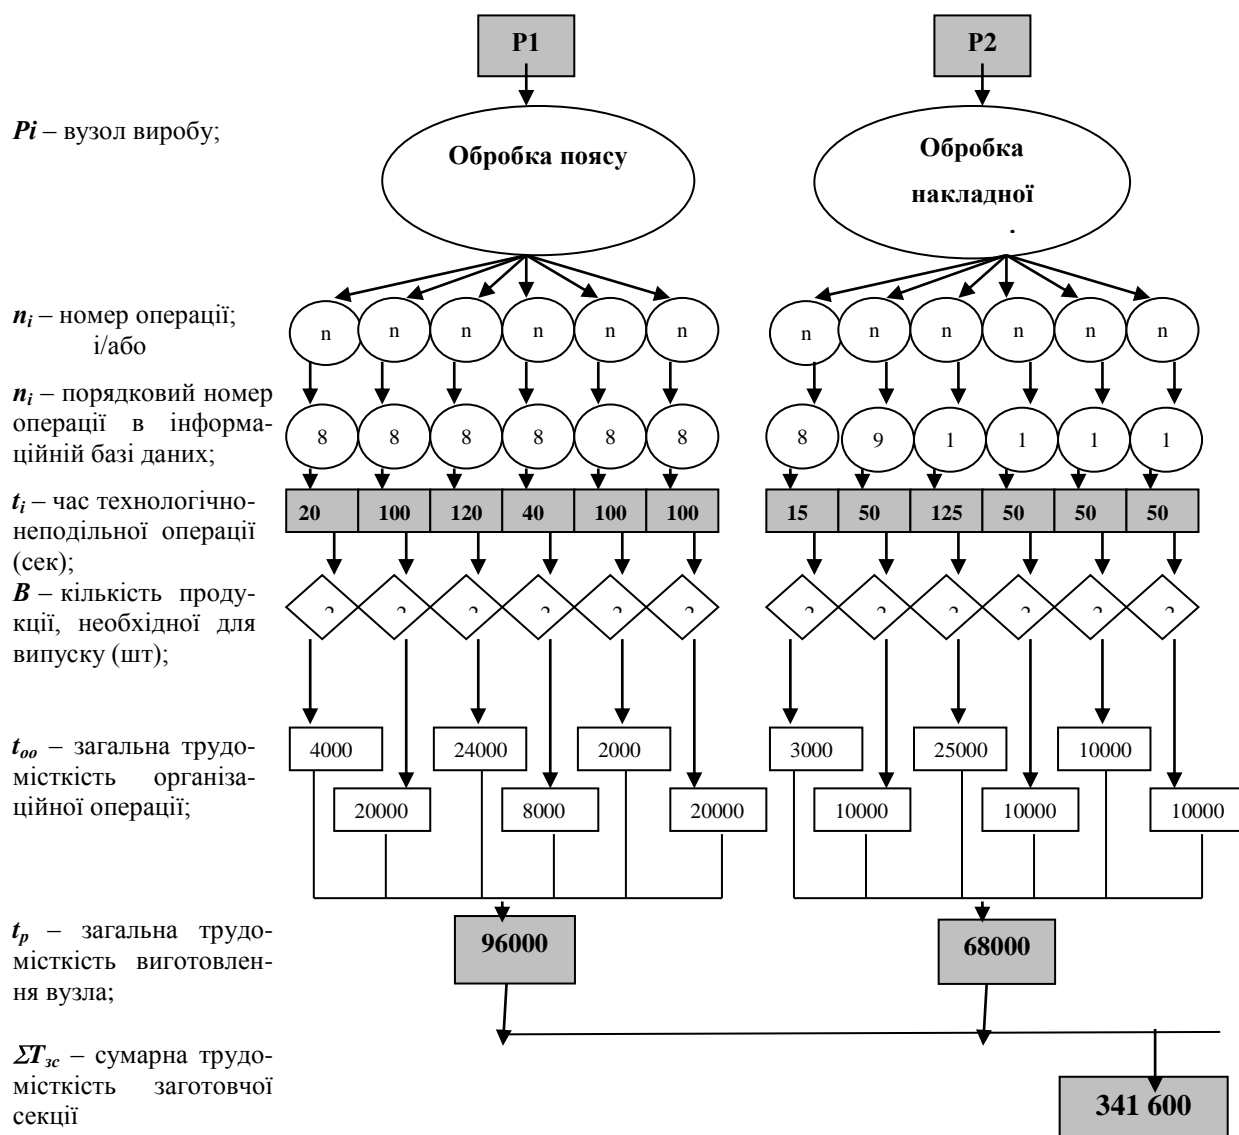 P1
P2
Pi – вузол виробу;
Обробка поясу
Обробка
накладної
ni – номер операції;
і/або
n n n n n n
n n n n n n
ni – порядковий номер
операції в інформа-
ційній базі даних;
8 8 8 8 8 8
8 9 1 1 1 1
ti – час технологічно-
неподільної операції
(сек);
20 100 120 40 100 100
15 50 125 50 50 50
B – кількість проду-
кції, необхідної для
випуску (шт);
too – загальна трудо-
місткість організа-
ційної операції;
4000 24000 2000
3000 25000 10000
20000 8000 20000
10000 10000 10000
tp – загальна трудо-
місткість виготовлен-
ня вузла;
96000
68000
ΣTзс – сумарна трудо-
місткість заготовчої
секції
341 600